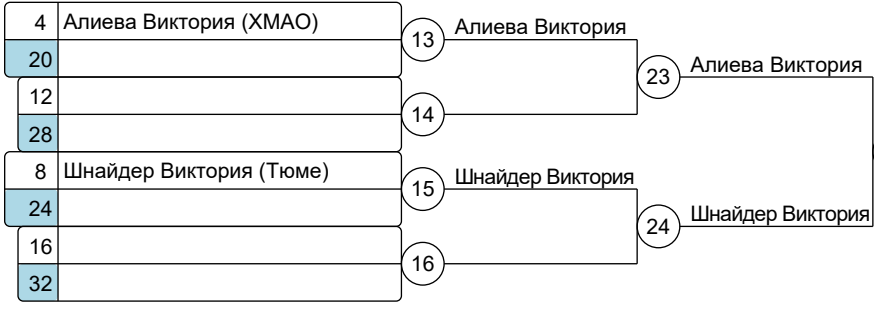 4 Алиева Виктория (ХМАО)
20
12
28
8 Шнайдер Виктория (Тюме)
24
16
32
13 Алиева Виктория
14
15 Шнайдер Виктория
16
23 Алиева Виктория
24 Шнайдер Виктория